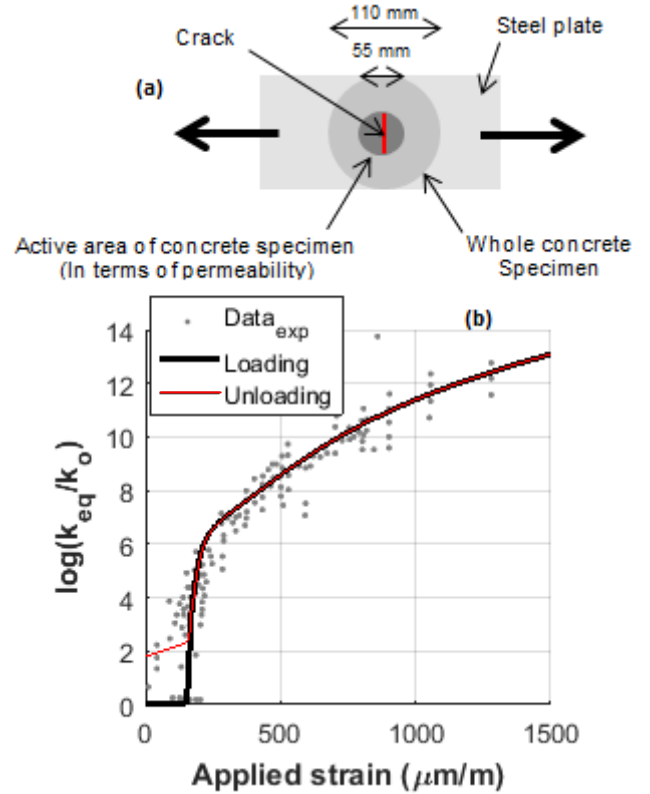 110 mm
Crack
Steel plate
55 mm
(a)
Active area of concrete specimen
(In terms of permeability)
Whole concrete
Specimen
(b)
Data_exp
Loading
Unloading
14
12
10
8
6
4
2
0
log(k_eq/k_o)
0 500 1000 1500
Applied strain (μm/m)